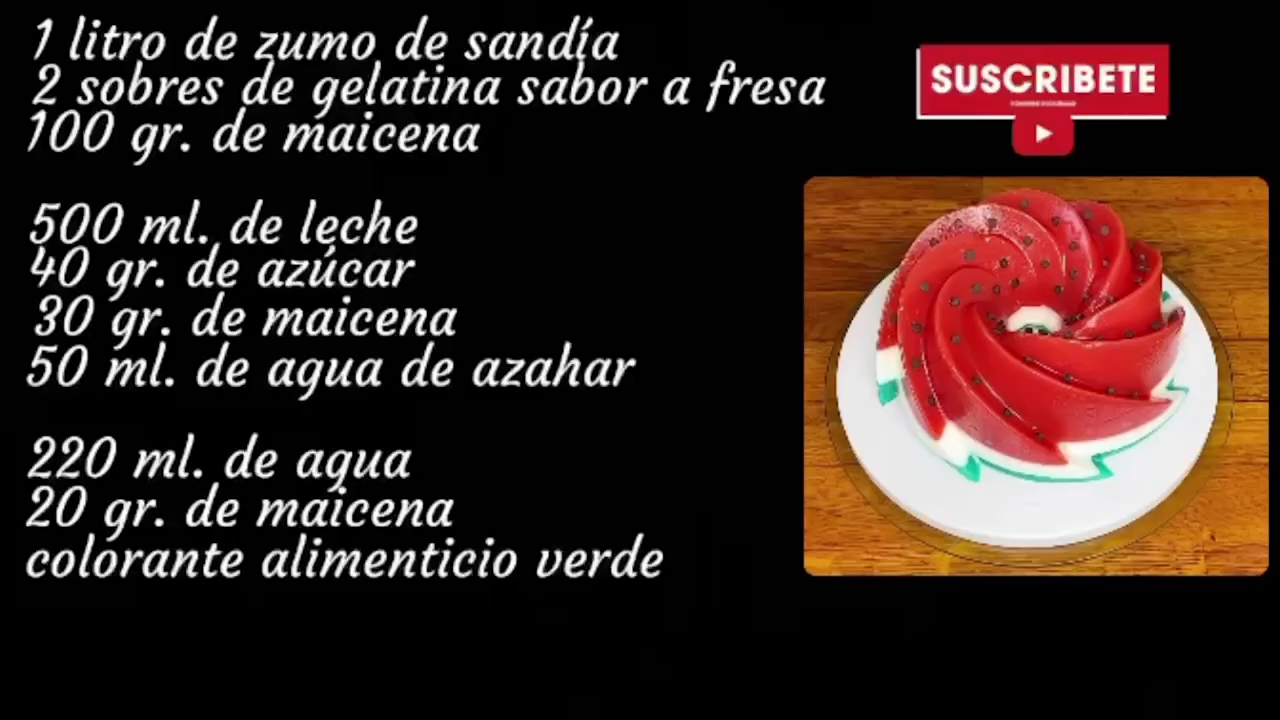 1 litro de zumo de sandía
2 sobres de gelatina sabor a fresa
100 gr. de maicena
500 ml. de leche
40 gr. de azúcar
30 gr. de maicena
50 ml. de agua de azahar
220 ml. de agua
20 gr. de maicena
colorante alimenticio verde
SUSCRIBETE